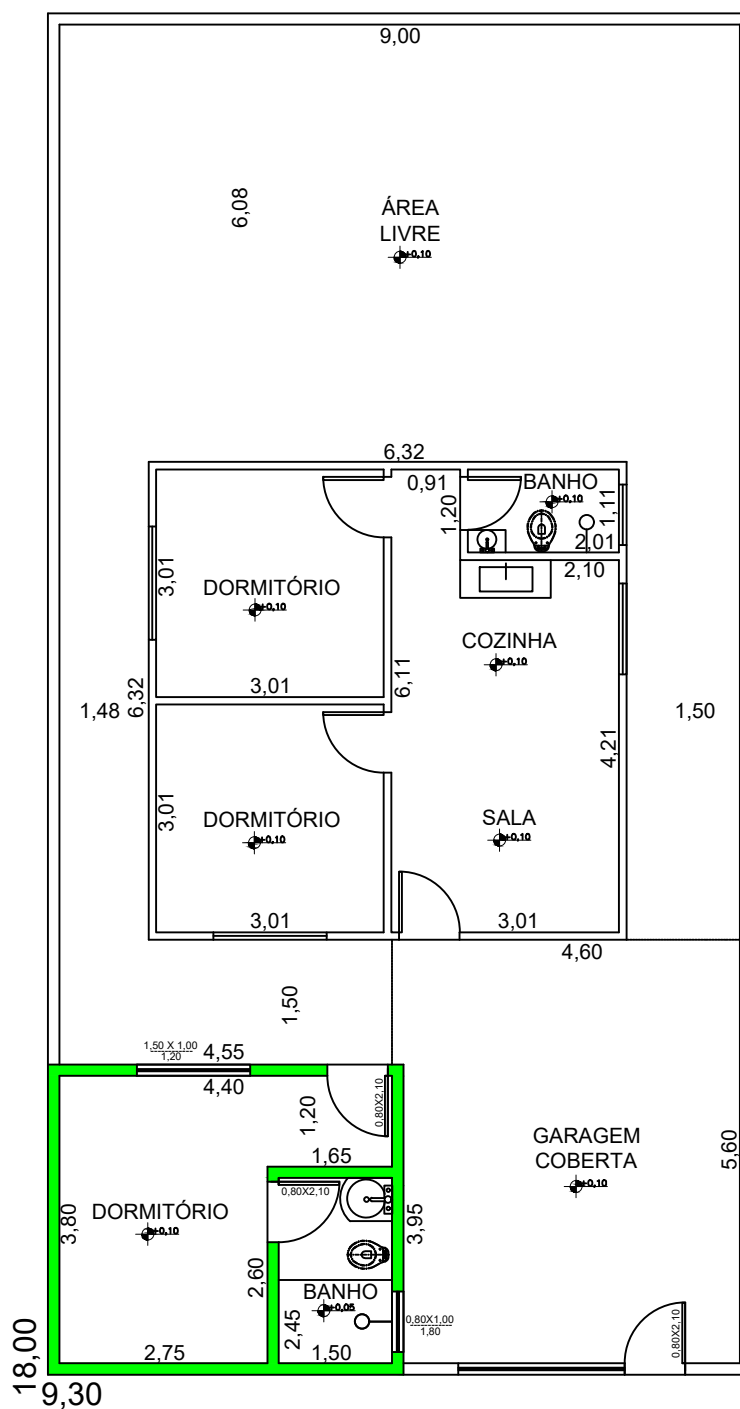 9,00
6,08
ÁREA
LIVRE
+0,10
6,32
0,91
BANHO
+0,10
1,20
1,11
2,01
2,10
3,01
DORMITÓRIO
+0,10
COZINHA
+0,10
3,01
6,11
1,48
6,32
1,50
4,21
3,01
DORMITÓRIO
+0,10
SALA
+0,10
3,01
3,01
4,60
1,50
1,50 X 1,00
1,20
4,55
4,40
1,20
0,80X2,10
1,65
GARAGEM
COBERTA
+0,10
5,60
0,80X2,10
3,80
DORMITÓRIO
+0,10
3,95
2,60
BANHO
+0,05
2,45
0,80X1,00
1,80
0,80X2,10
2,75
1,50
18,00
9,30